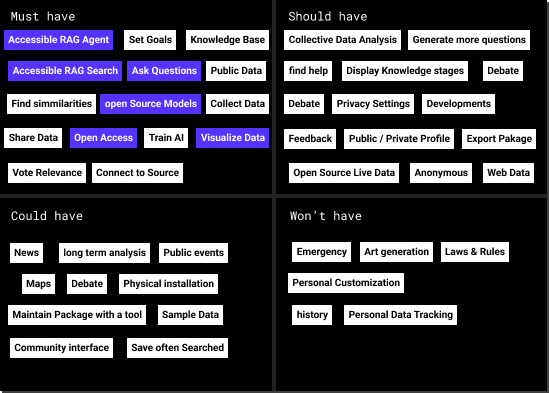 Must have
Accessible RAG Agent Set Goals Knowledge Base
Accessible RAG Search Ask Questions Public Data
Find simmilarities open Source Models Collect Data
Share Data Open Access Train AI Visualize Data
Vote Relevance Connect to Source
Should have
Collective Data Analysis Generate more questions
find help Display Knowledge stages Debate
Debate Privacy Settings Developments
Feedback Public / Private Profile Export Pakage
Open Source Live Data Anonymous Web Data
Could have
News long term analysis Public events
Maps Debate Physical installation
Maintain Package with a tool Sample Data
Community interface Save often Searched
Won't have
Emergency Art generation Laws & Rules
Personal Customization
history Personal Data Tracking